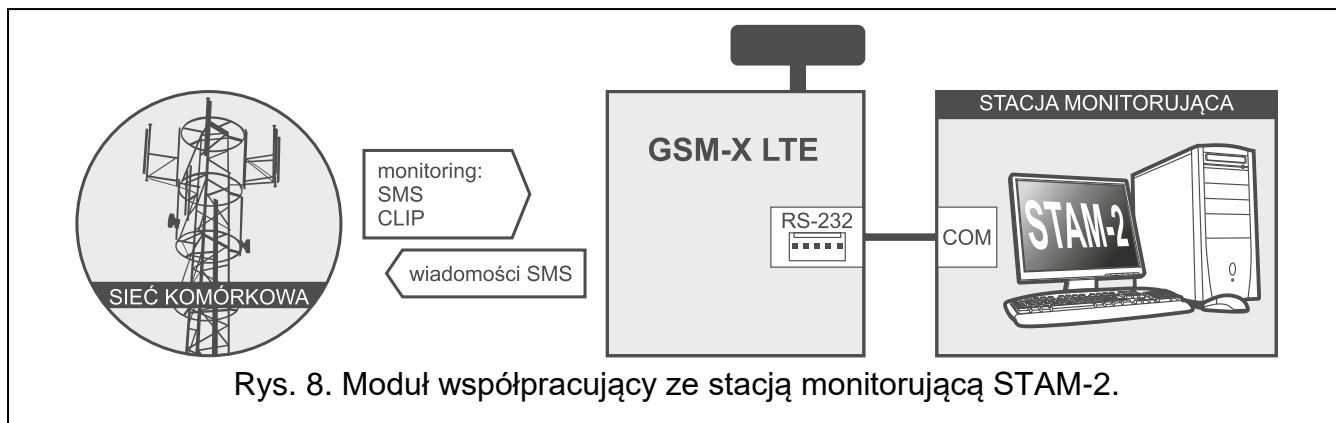 SIEĆ KOMÓRKOWA
monitoring:
SMS
CLIP
wiadomości SMS
GSM-X LTE
RS-232
COM
STACJA MONITORUJĄCA
STAM-2
Rys. 8. Moduł współpracujący ze stacją monitorującą STAM-2.